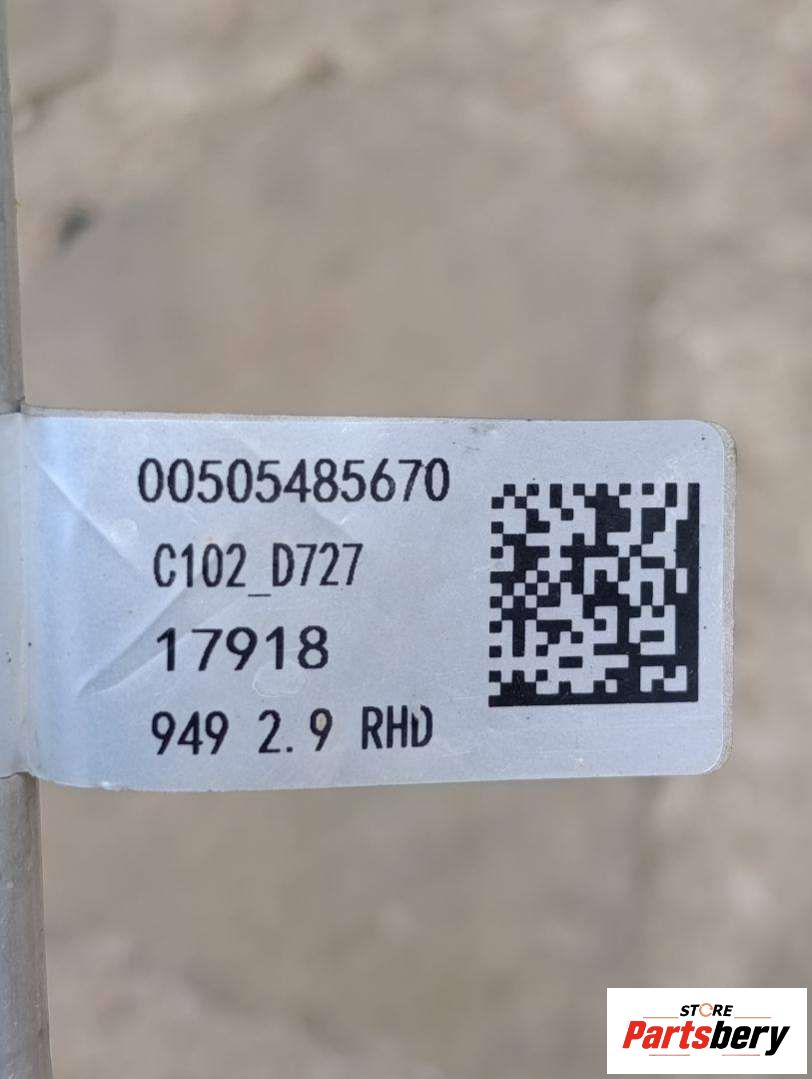 00505485670
C102_D727
17918
949 2.9 RHD
STORE
Partsbery